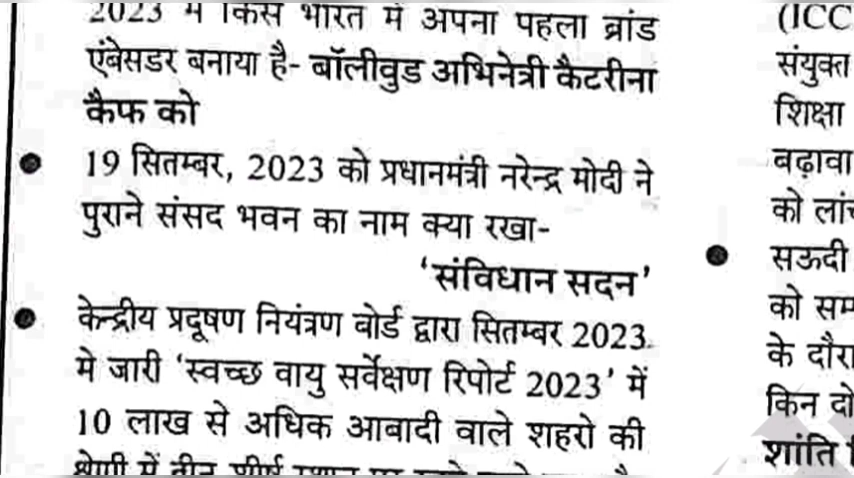 2023 में किसे भारत में अपना पहला ब्रांड
एंबेसडर बनाया है- बॉलीवुड अभिनेत्री कैटरीना
कैफ को
● 19 सितम्बर, 2023 को प्रधानमंत्री नरेन्द्र मोदी ने
पुराने संसद भवन का नाम क्या रखा-
‘संविधान सदन’
● केन्द्रीय प्रदूषण नियंत्रण बोर्ड द्वारा सितम्बर 2023
मे जारी ‘स्वच्छ वायु सर्वेक्षण रिपोर्ट 2023’ में
10 लाख से अधिक आबादी वाले शहरो की
श्रेणी में तीन शीर्ष स्थान पर
(ICC
संयुक्त
शिक्षा
बढ़ावा
को
● सऊदी
को
के
किन दो
शांति